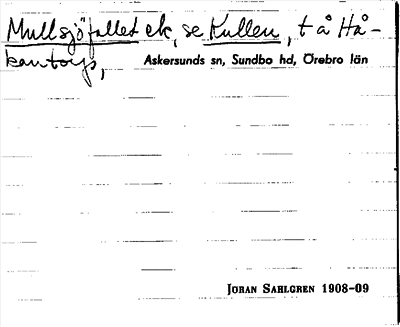 Mullsjöfallet ek, se Kullen, t å Hå-
kantorp, Askersunds sn, Sundbo hd, Örebro län
JÖRAN SAHLGREN 1908-09